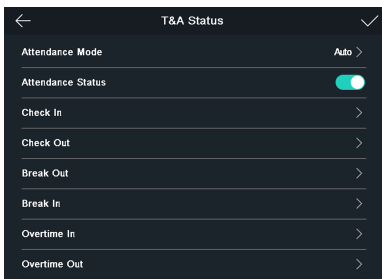 T&A Status
Attendance Mode Auto
Attendance Status
Check In
Check Out
Break Out
Break In
Overtime In
Overtime Out